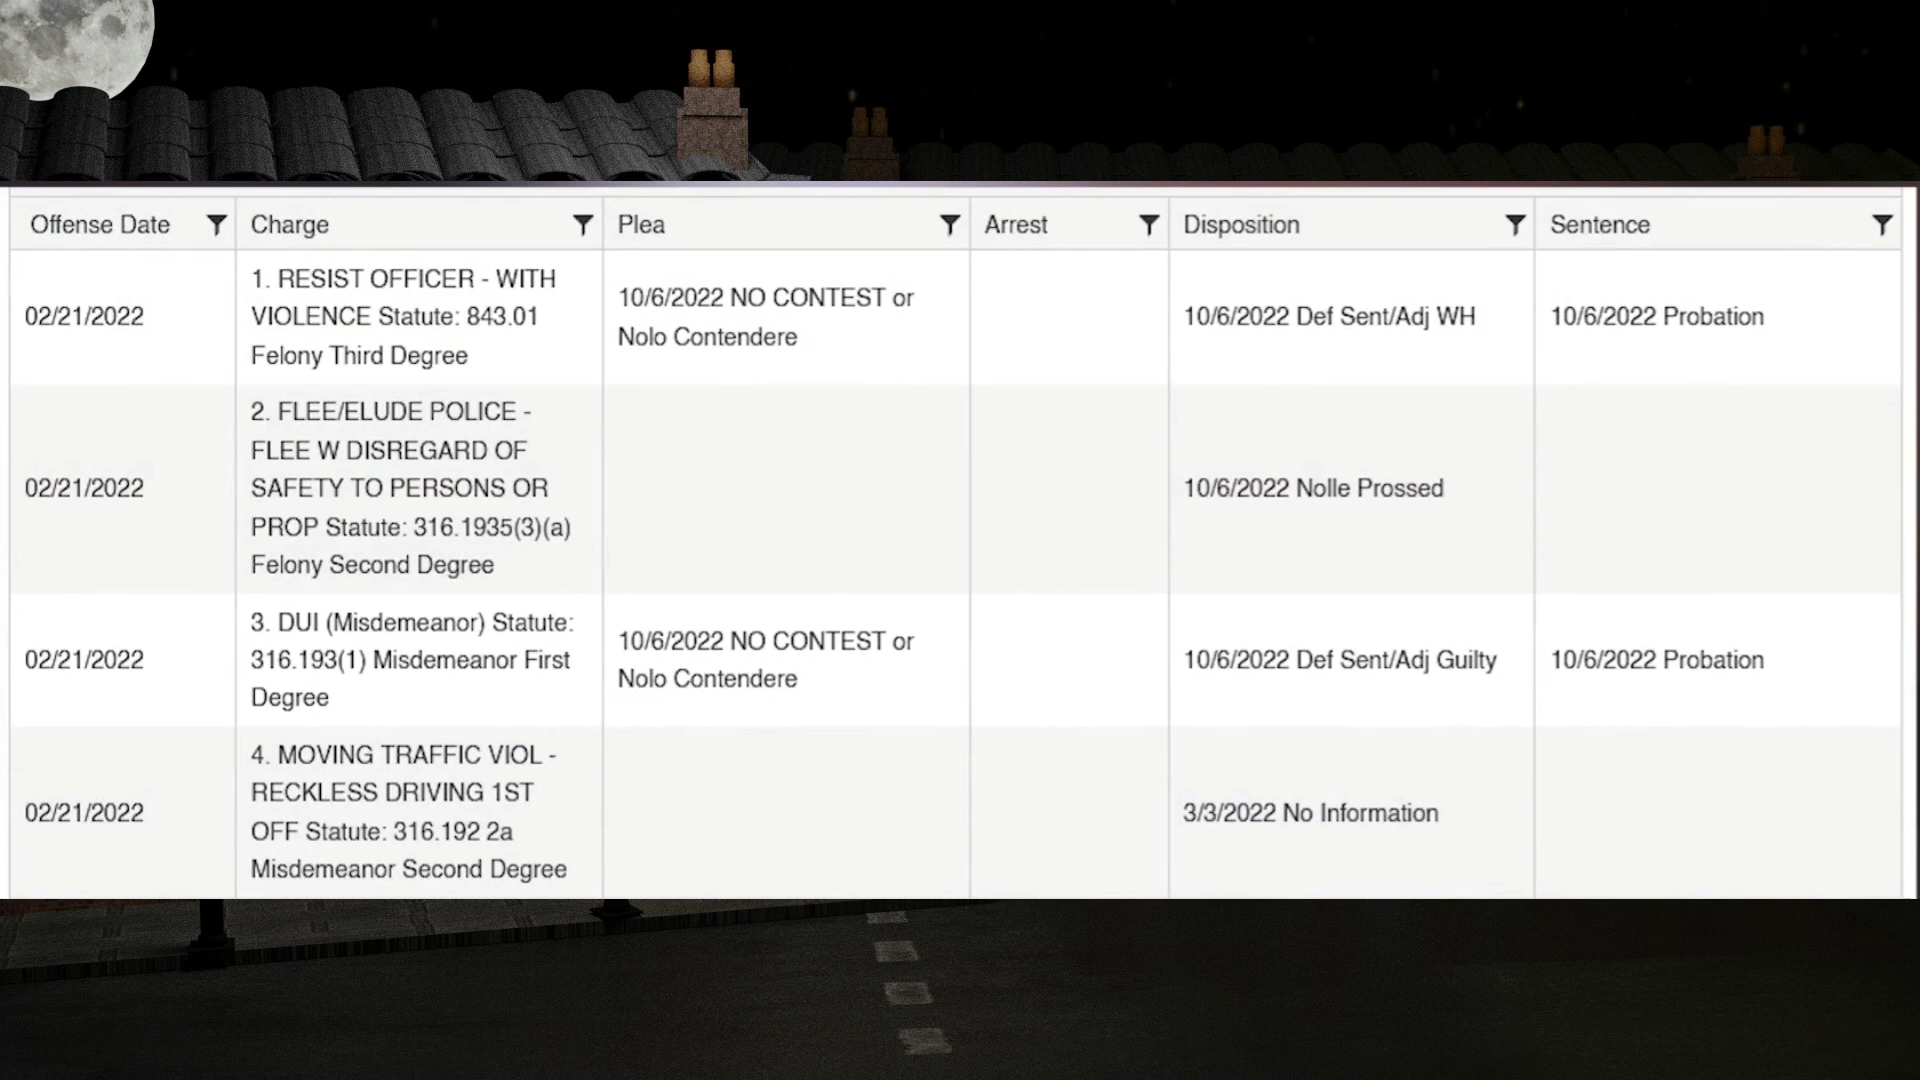 Offense Date Charge Plea Arrest Disposition Sentence
1. RESIST OFFICER - WITH
VIOLENCE Statute: 843.01
Felony Third Degree
02/21/2022
10/6/2022 NO CONTEST or
Nolo Contendere
10/6/2022 Def Sent/Adj WH
10/6/2022 Probation
02/21/2022
2. FLEE/ELUDE POLICE -
FLEE W DISREGARD OF
SAFETY TO PERSONS OR
PROP Statute: 316.1935(3)(a)
Felony Second Degree
10/6/2022 Nolle Prossed
02/21/2022
3. DUI (Misdemeanor) Statute:
316.193(1) Misdemeanor First
Degree
10/6/2022 NO CONTEST or
Nolo Contendere
10/6/2022 Def Sent/Adj Guilty
10/6/2022 Probation
02/21/2022
4. MOVING TRAFFIC VIOL -
RECKLESS DRIVING 1ST
OFF Statute: 316.192 2a
Misdemeanor Second Degree
3/3/2022 No Information